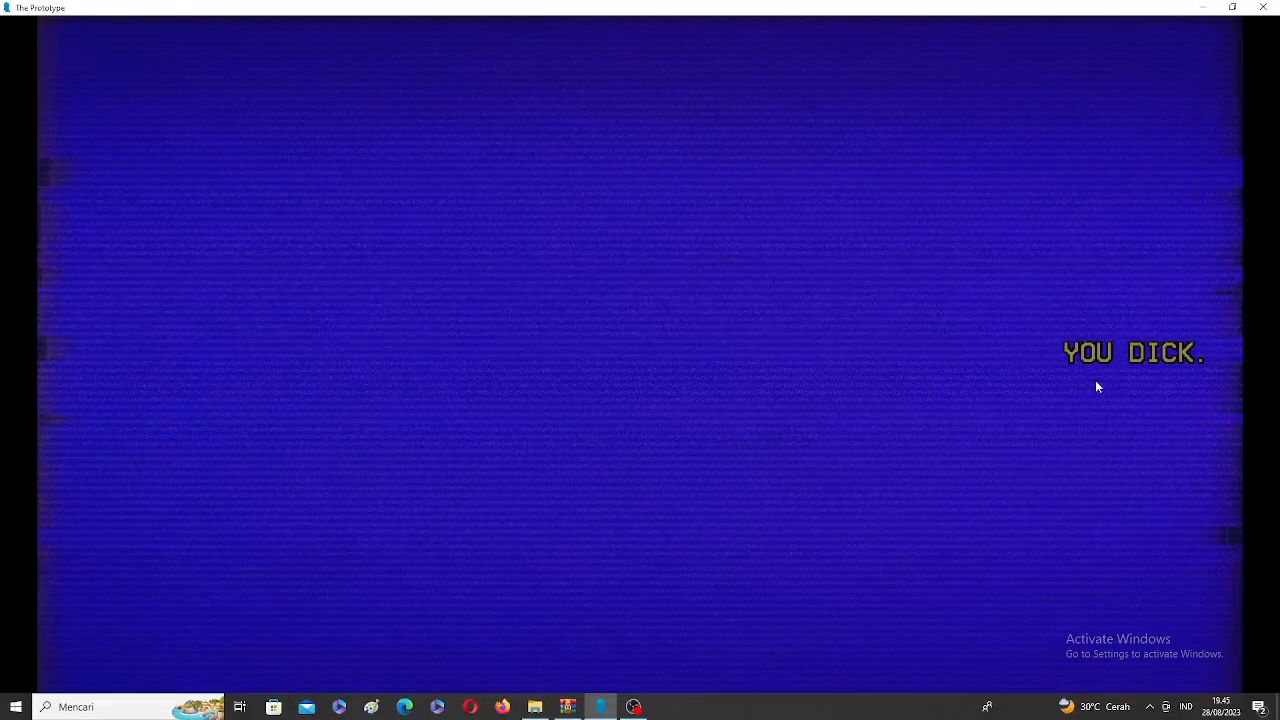 The Prototype
YOU DICK.
Activate Windows
Go to Settings to activate Windows.
Mencari
30°C Cerah
IND
19.45
28/08/2023